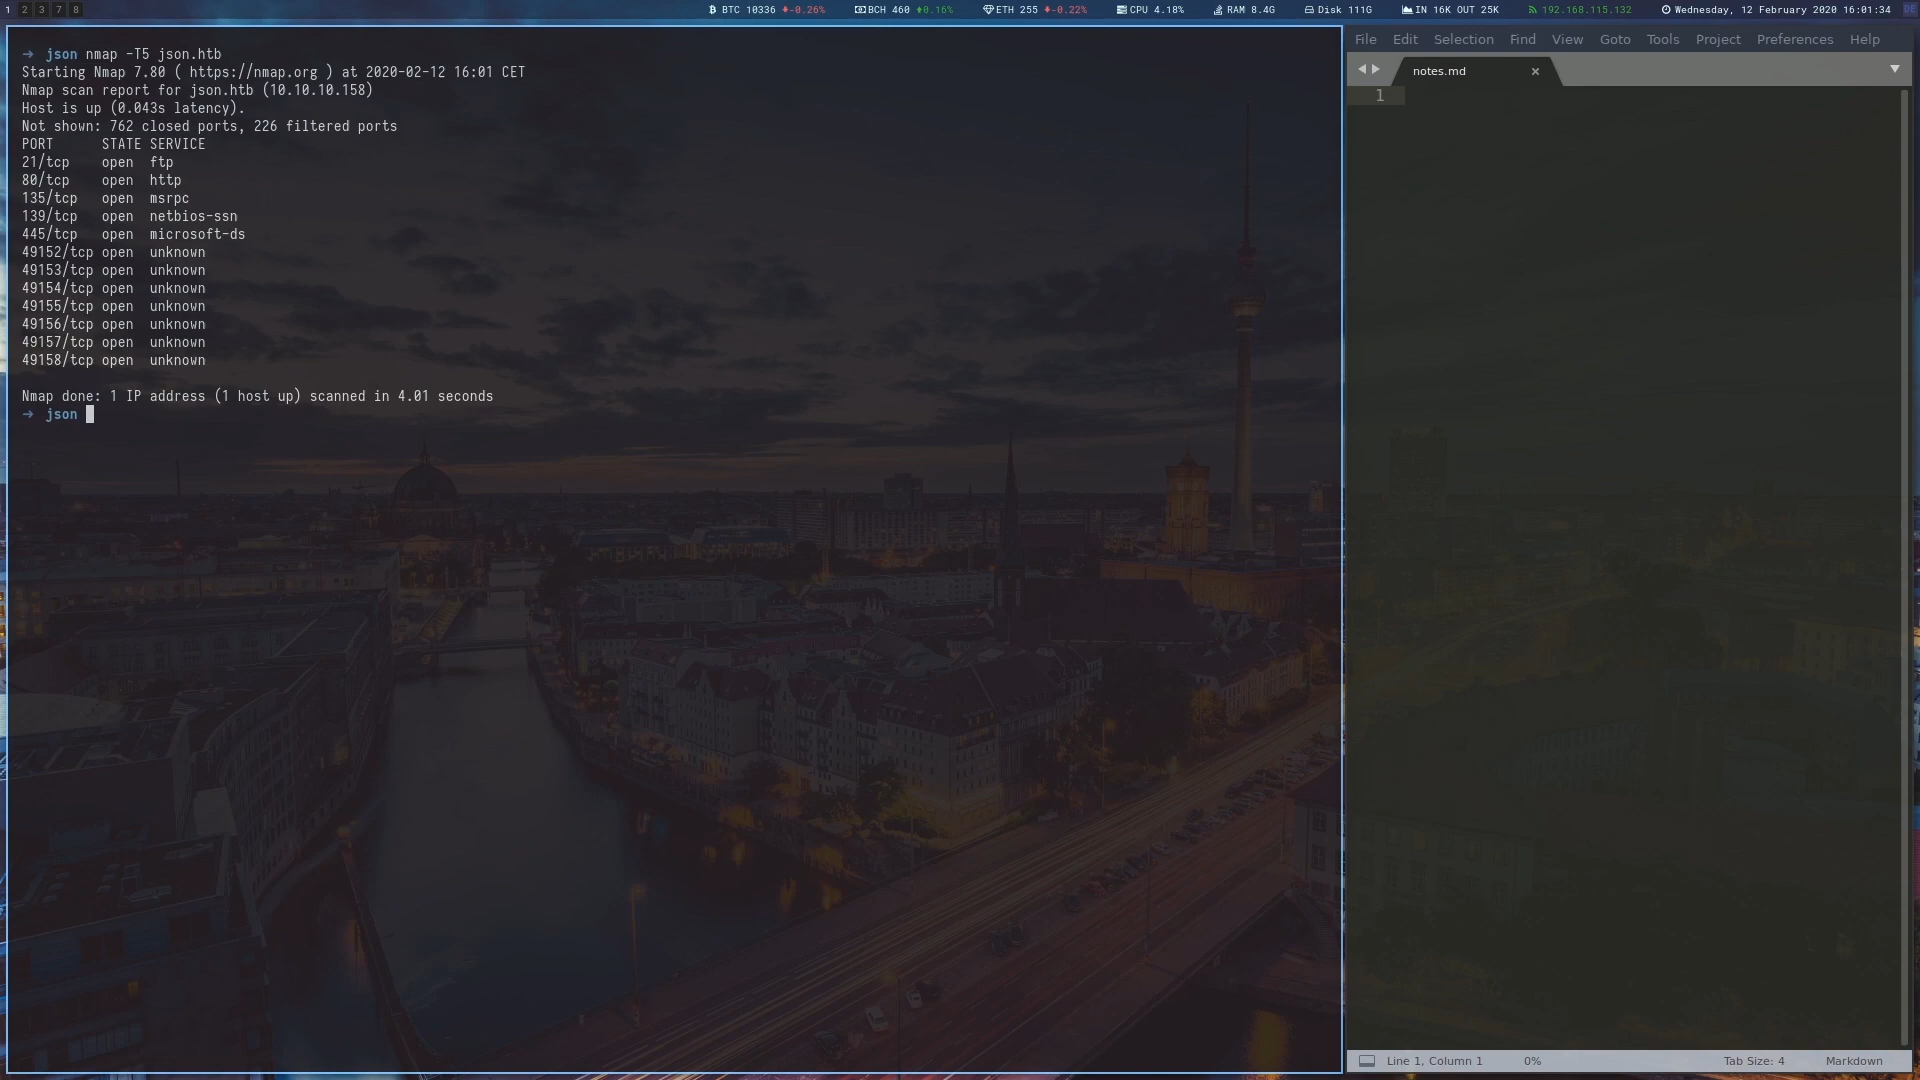 1 2 3 7 8 BTC 10336 -0.26% BCH 460 0.16% ETH 255 -0.22% CPU 4.18% RAM 8.4G Disk 111G IN 16K OUT 25K 192.168.115.132 Wednesday, 12 February 2020 16:01:34 DE
→ json nmap -T5 json.htb
Starting Nmap 7.80 ( https://nmap.org ) at 2020-02-12 16:01 CET
Nmap scan report for json.htb (10.10.10.158)
Host is up (0.043s latency).
Not shown: 762 closed ports, 226 filtered ports
PORT STATE SERVICE
21/tcp open ftp
80/tcp open http
135/tcp open msrpc
139/tcp open netbios-ssn
445/tcp open microsoft-ds
49152/tcp open unknown
49153/tcp open unknown
49154/tcp open unknown
49155/tcp open unknown
49156/tcp open unknown
49157/tcp open unknown
49158/tcp open unknown
Nmap done: 1 IP address (1 host up) scanned in 4.01 seconds
→ json
File Edit Selection Find View Goto Tools Project Preferences Help
notes.md
1
Line 1, Column 1 0% Tab Size: 4 Markdown